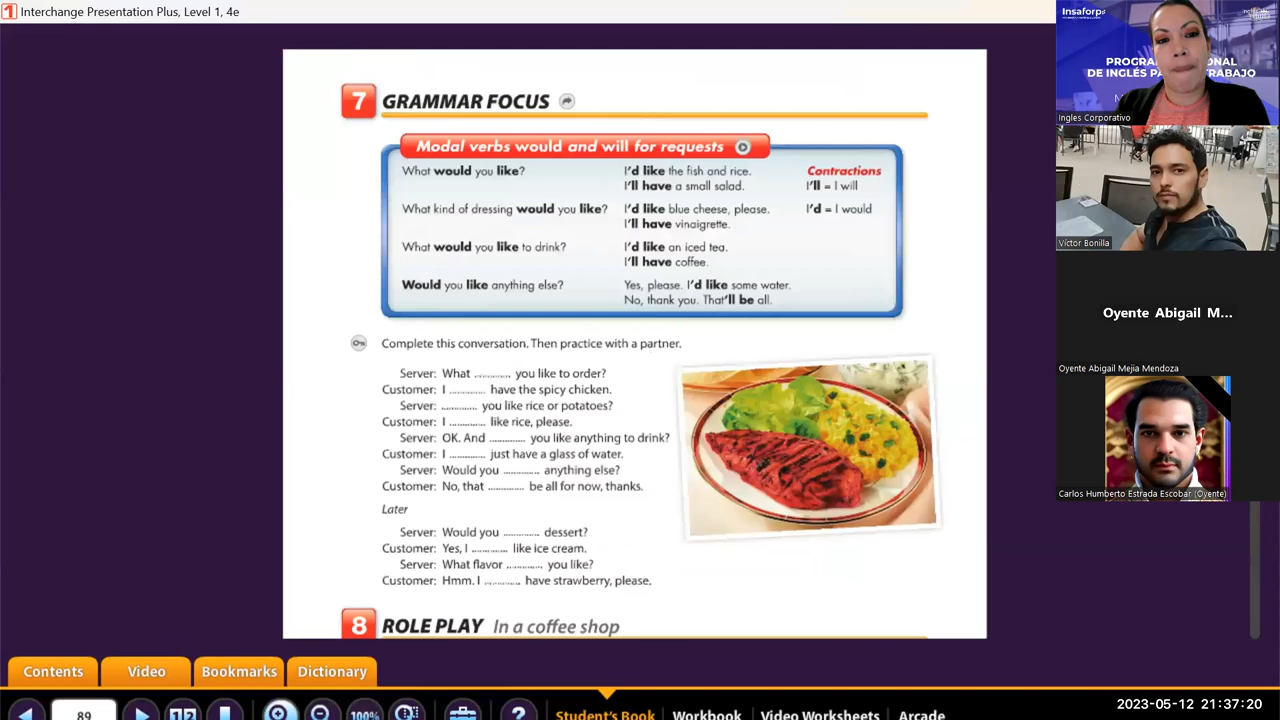 Interchange Presentation Plus, Level 1, 4e
7 GRAMMAR FOCUS
Modal verbs would and will for requests
What would you like? I'd like the fish and rice. Contractions
I'll have a small salad. I'll = I will
What kind of dressing would you like? I'd like blue cheese, please. I'd = I would
I'll have vinaigrette.
What would you like to drink? I'd like an iced tea.
I'll have coffee.
Would you like anything else? Yes, please. I'd like some water.
No, thank you. That'll be all.
Complete this conversation. Then practice with a partner.
Server: What ............ you like to order?
Customer: I ............ have the spicy chicken.
Server: ............ you like rice or potatoes?
Customer: I ............ like rice, please.
Server: OK. And ............ you like anything to drink?
Customer: I ............ just have a glass of water.
Server: Would you ............ anything else?
Customer: No, that ............ be all for now, thanks.
Later
Server: Would you ............ dessert?
Customer: Yes, I ............ like ice cream.
Server: What flavor ............ you like?
Customer: Hmm. I ............ have strawberry, please.
8 ROLE PLAY In a coffee shop
Contents Video Bookmarks Dictionary
89 1 2 100% ? Student's Book Workbook Video Worksheets Arcade
Insaforp
Ingles Corporativo
Víctor Bonilla
Oyente Abigail M...
Oyente Abigail Mejia Mendoza
Carlos Humberto Estrada Escobar (Oyente)
2023-05-12 21:37:20